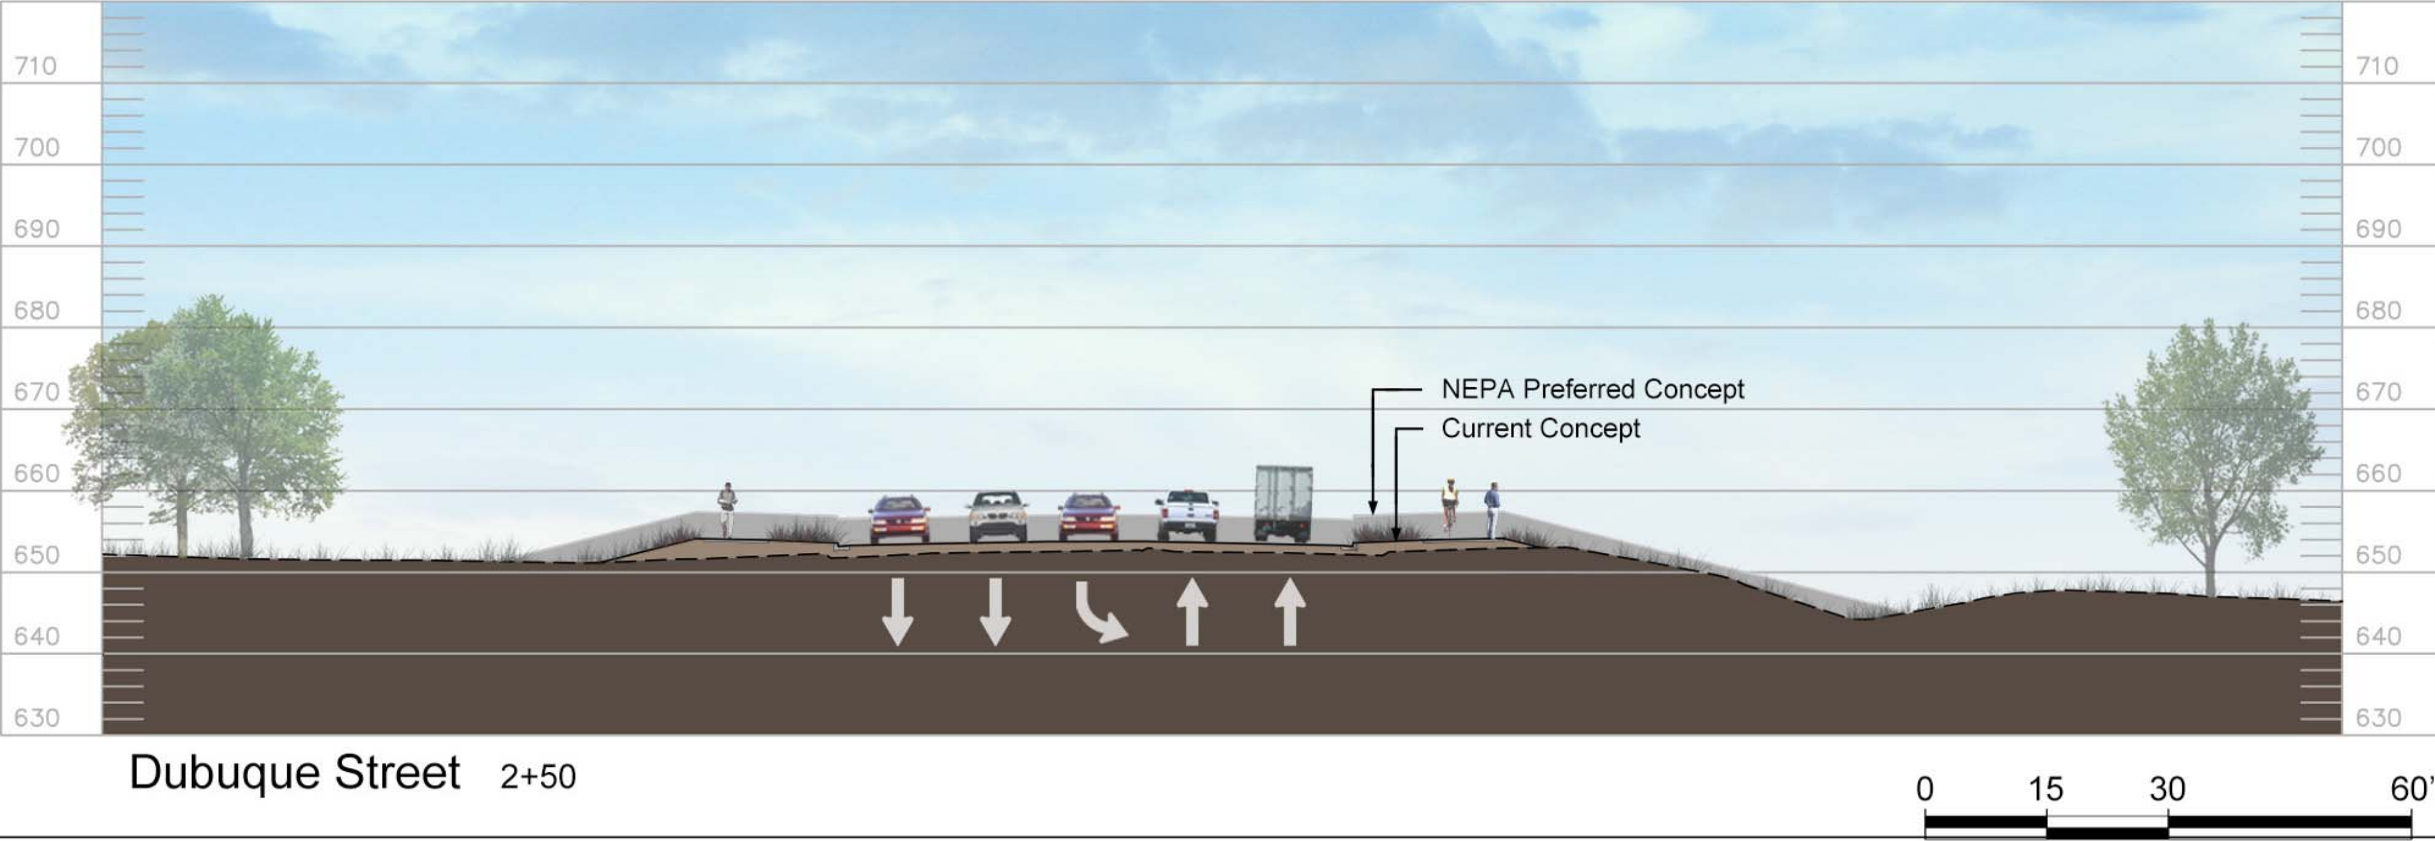 710 710
700 700
690 690
680 680
670 670
NEPA Preferred Concept
Current Concept
660 660
650 650
640 640
630 630
Dubuque Street 2+50
0 15 30 60'